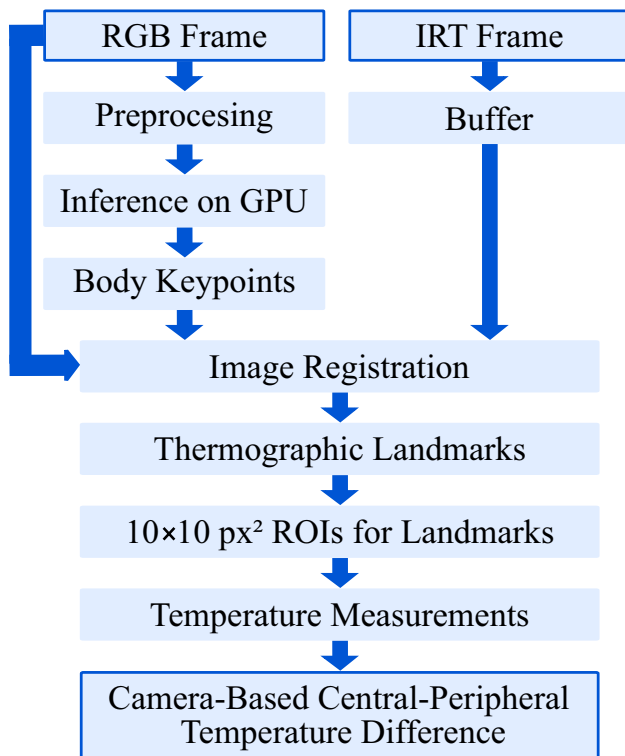 RGB Frame
IRT Frame
Preprocesing
Buffer
Inference on GPU
Body Keypoints
Image Registration
Thermographic Landmarks
10×10 px² ROIs for Landmarks
Temperature Measurements
Camera-Based Central-Peripheral
Temperature Difference